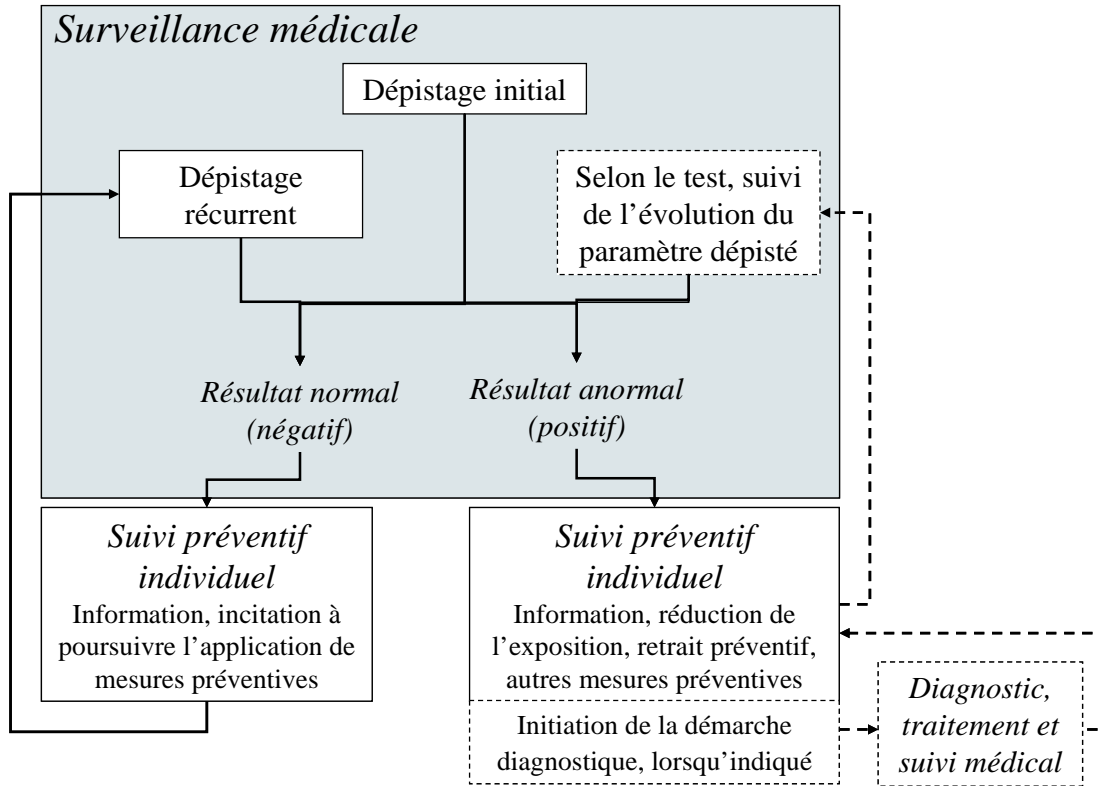 Surveillance médicale
Dépistage initial
Dépistage
récurrent
Selon le test, suivi
de l’évolution du
paramètre dépisté
Résultat normal
(négatif)
Résultat anormal
(positif)
Suivi préventif
individuel
Information, incitation à
poursuivre l’application de
mesures préventives
Suivi préventif
individuel
Information, réduction de
l’exposition, retrait préventif,
autres mesures préventives
Initiation de la démarche
diagnostique, lorsqu’indiqué
Diagnostic,
traitement et
suivi médical